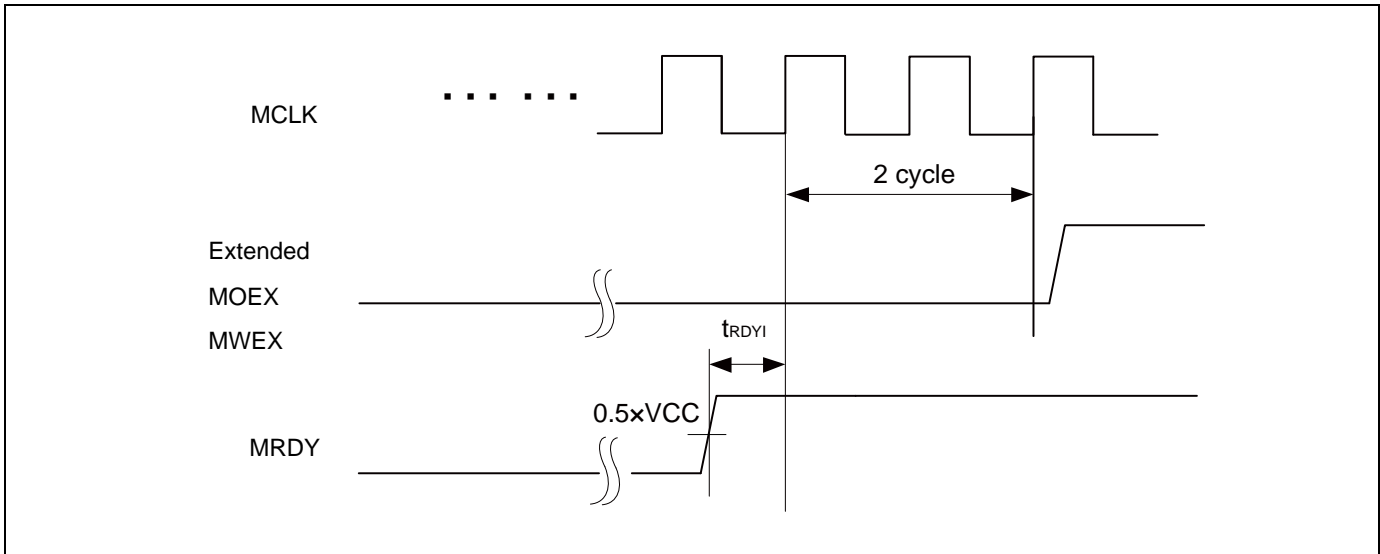 MCLK
2 cycle
Extended
MOEX
MWEX
tRDYI
0.5×VCC
MRDY